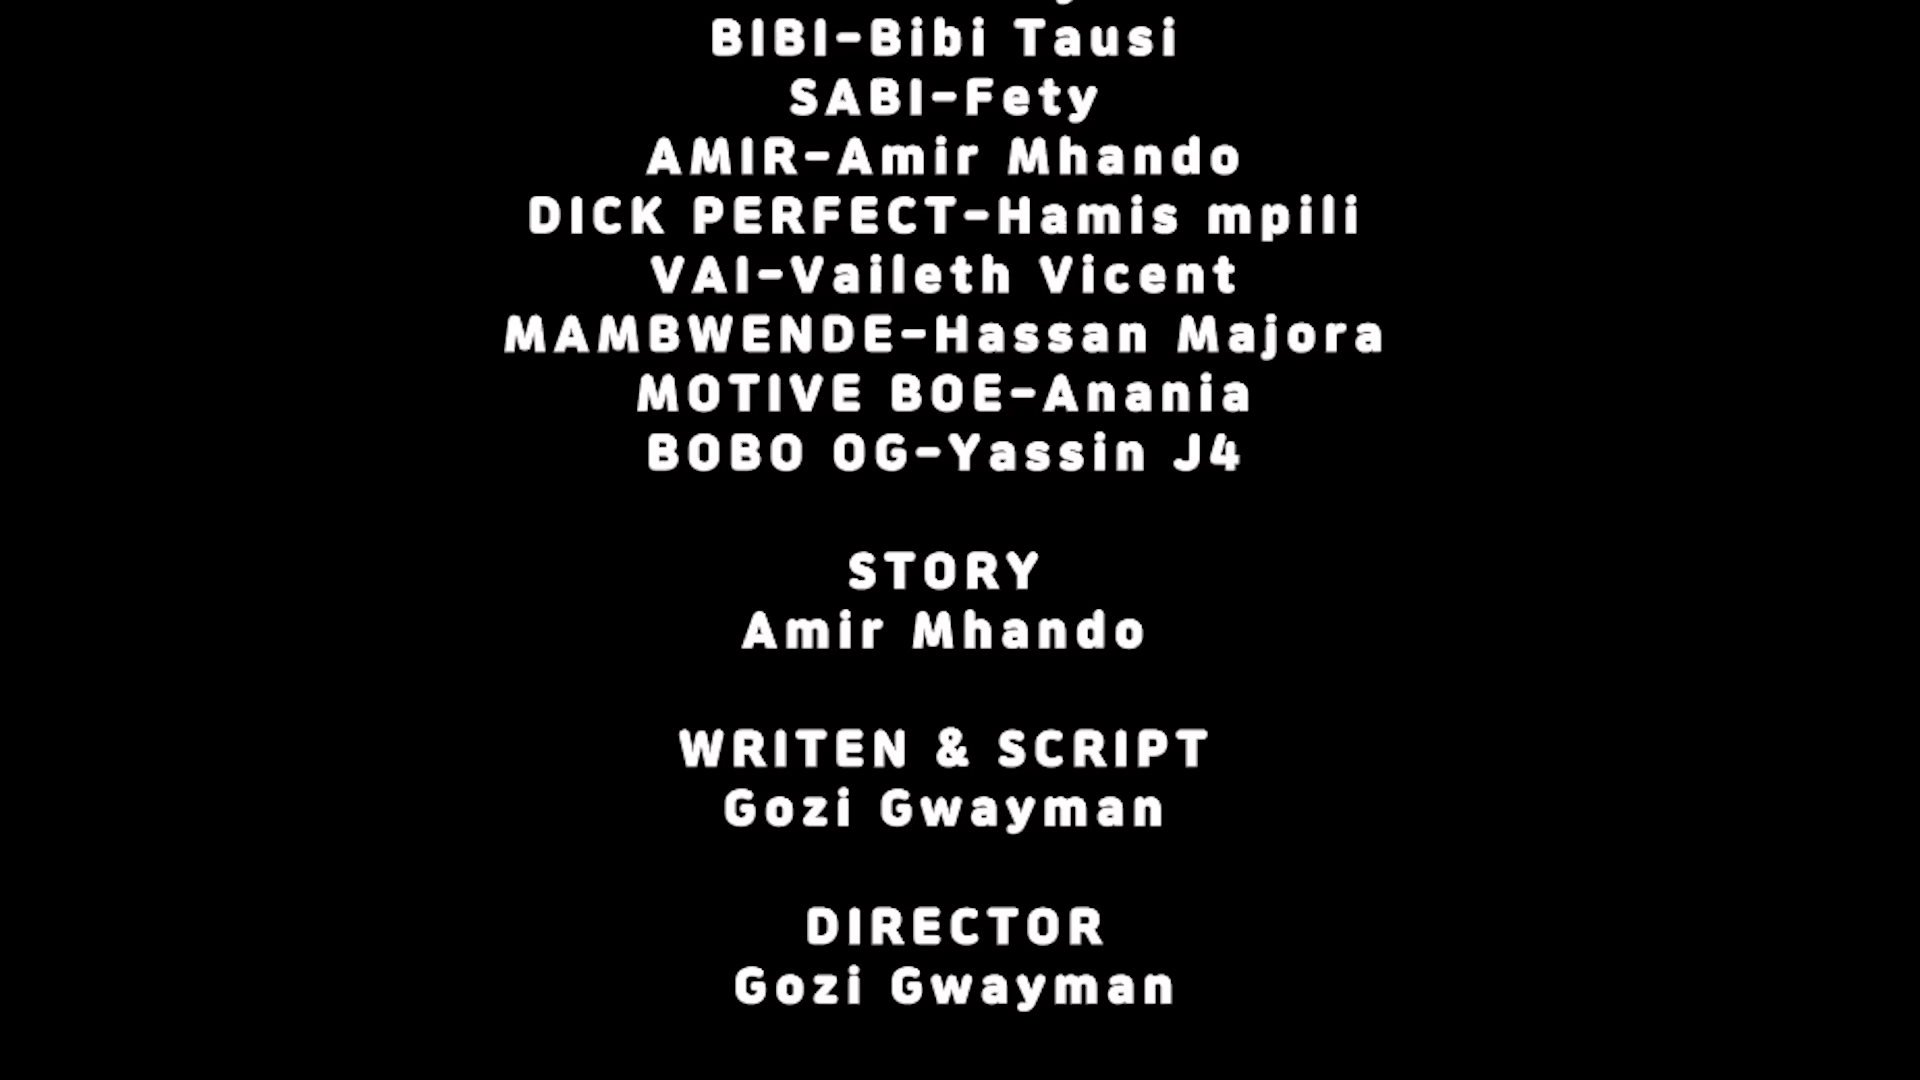 BIBI-Bibi Tausi
SABI-Fety
AMIR-Amir Mhando
DICK PERFECT-Hamis mpili
VAI-Vaileth Vicent
MAMBWENDE-Hassan Majora
MOTIVE BOE-Anania
BOBO OG-Yassin J4
STORY
Amir Mhando
WRITEN & SCRIPT
Gozi Gwayman
DIRECTOR
Gozi Gwayman